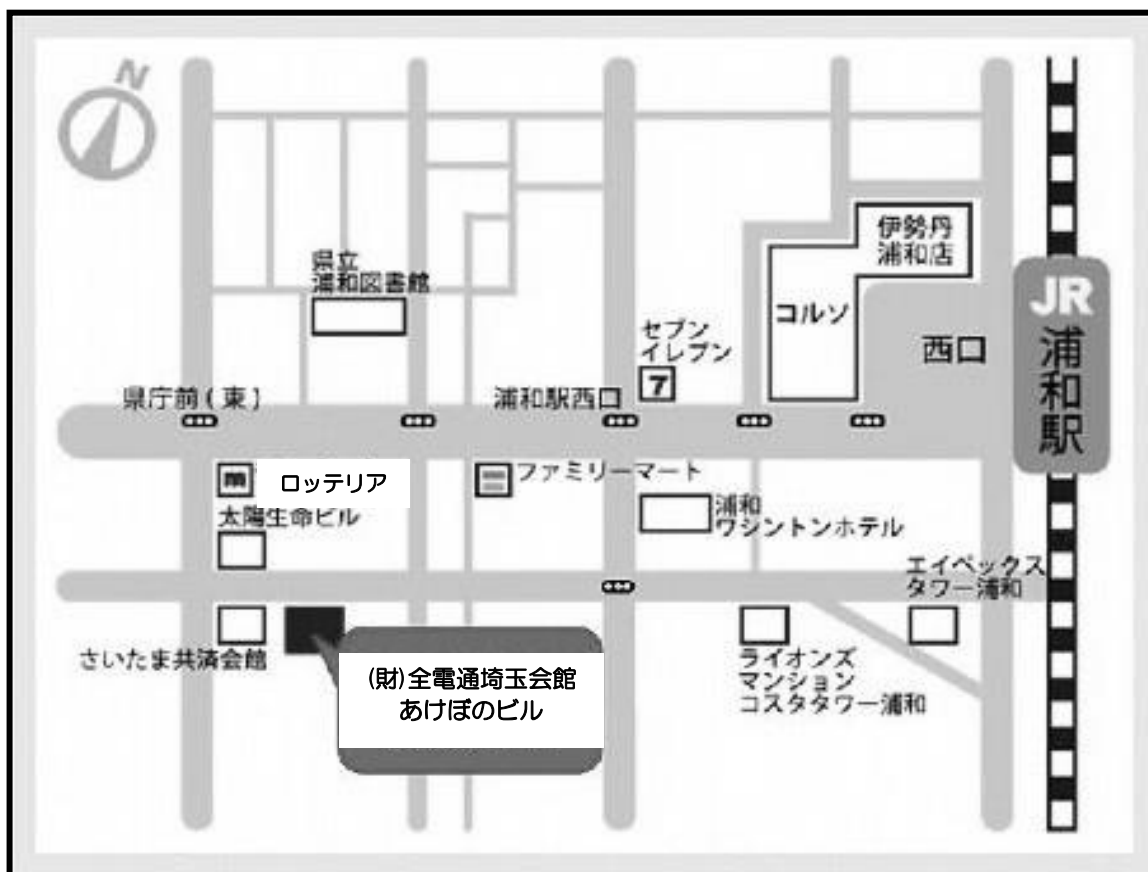 N
伊勢丹
浦和店
県立
浦和図書館
コルソ
JR
浦和駅
セブン
イレブン
7
西口
県庁前(東)
浦和駅西口
m
ロッテリア
ファミリーマート
太陽生命ビル
浦和
ワシントンホテル
エイペックス
タワー浦和
さいたま共済会館
(財)全電通埼玉会館
あけぼのビル
ライオンズ
マンション
コスタタワー浦和